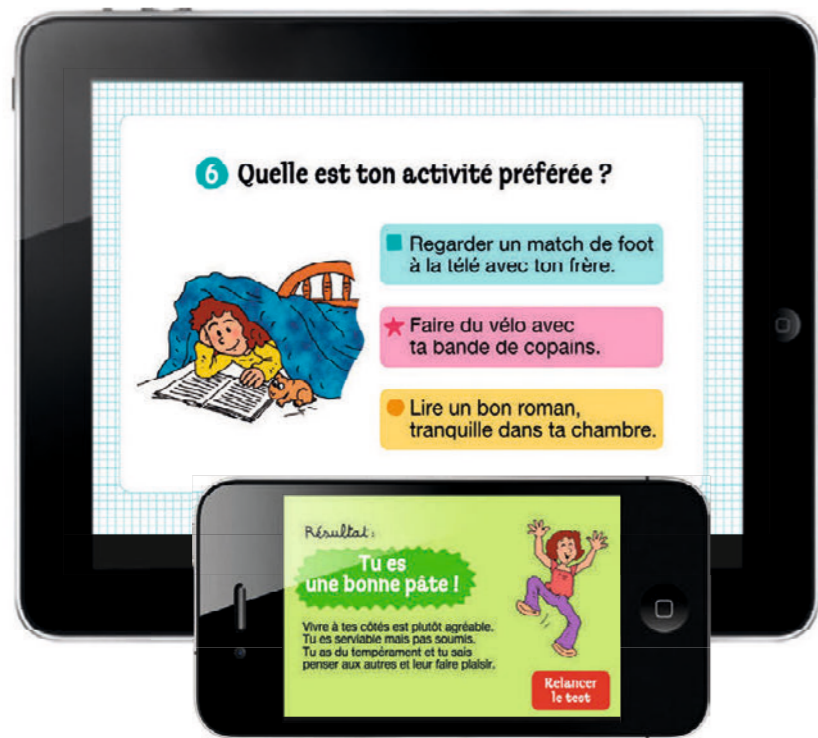 6 Quelle est ton activité préférée ?
Regarder un match de foot
à la télé avec ton frère.
Faire du vélo avec
ta bande de copains.
Lire un bon roman,
tranquille dans ta chambre.
Résultat :
Tu es
une bonne pâte !
Vivre à tes côtés est plutôt agréable.
Tu es serviable mais pas soumis.
Tu as du tempérament et tu sais
penser aux autres et leur faire plaisir.
Relancer
le test